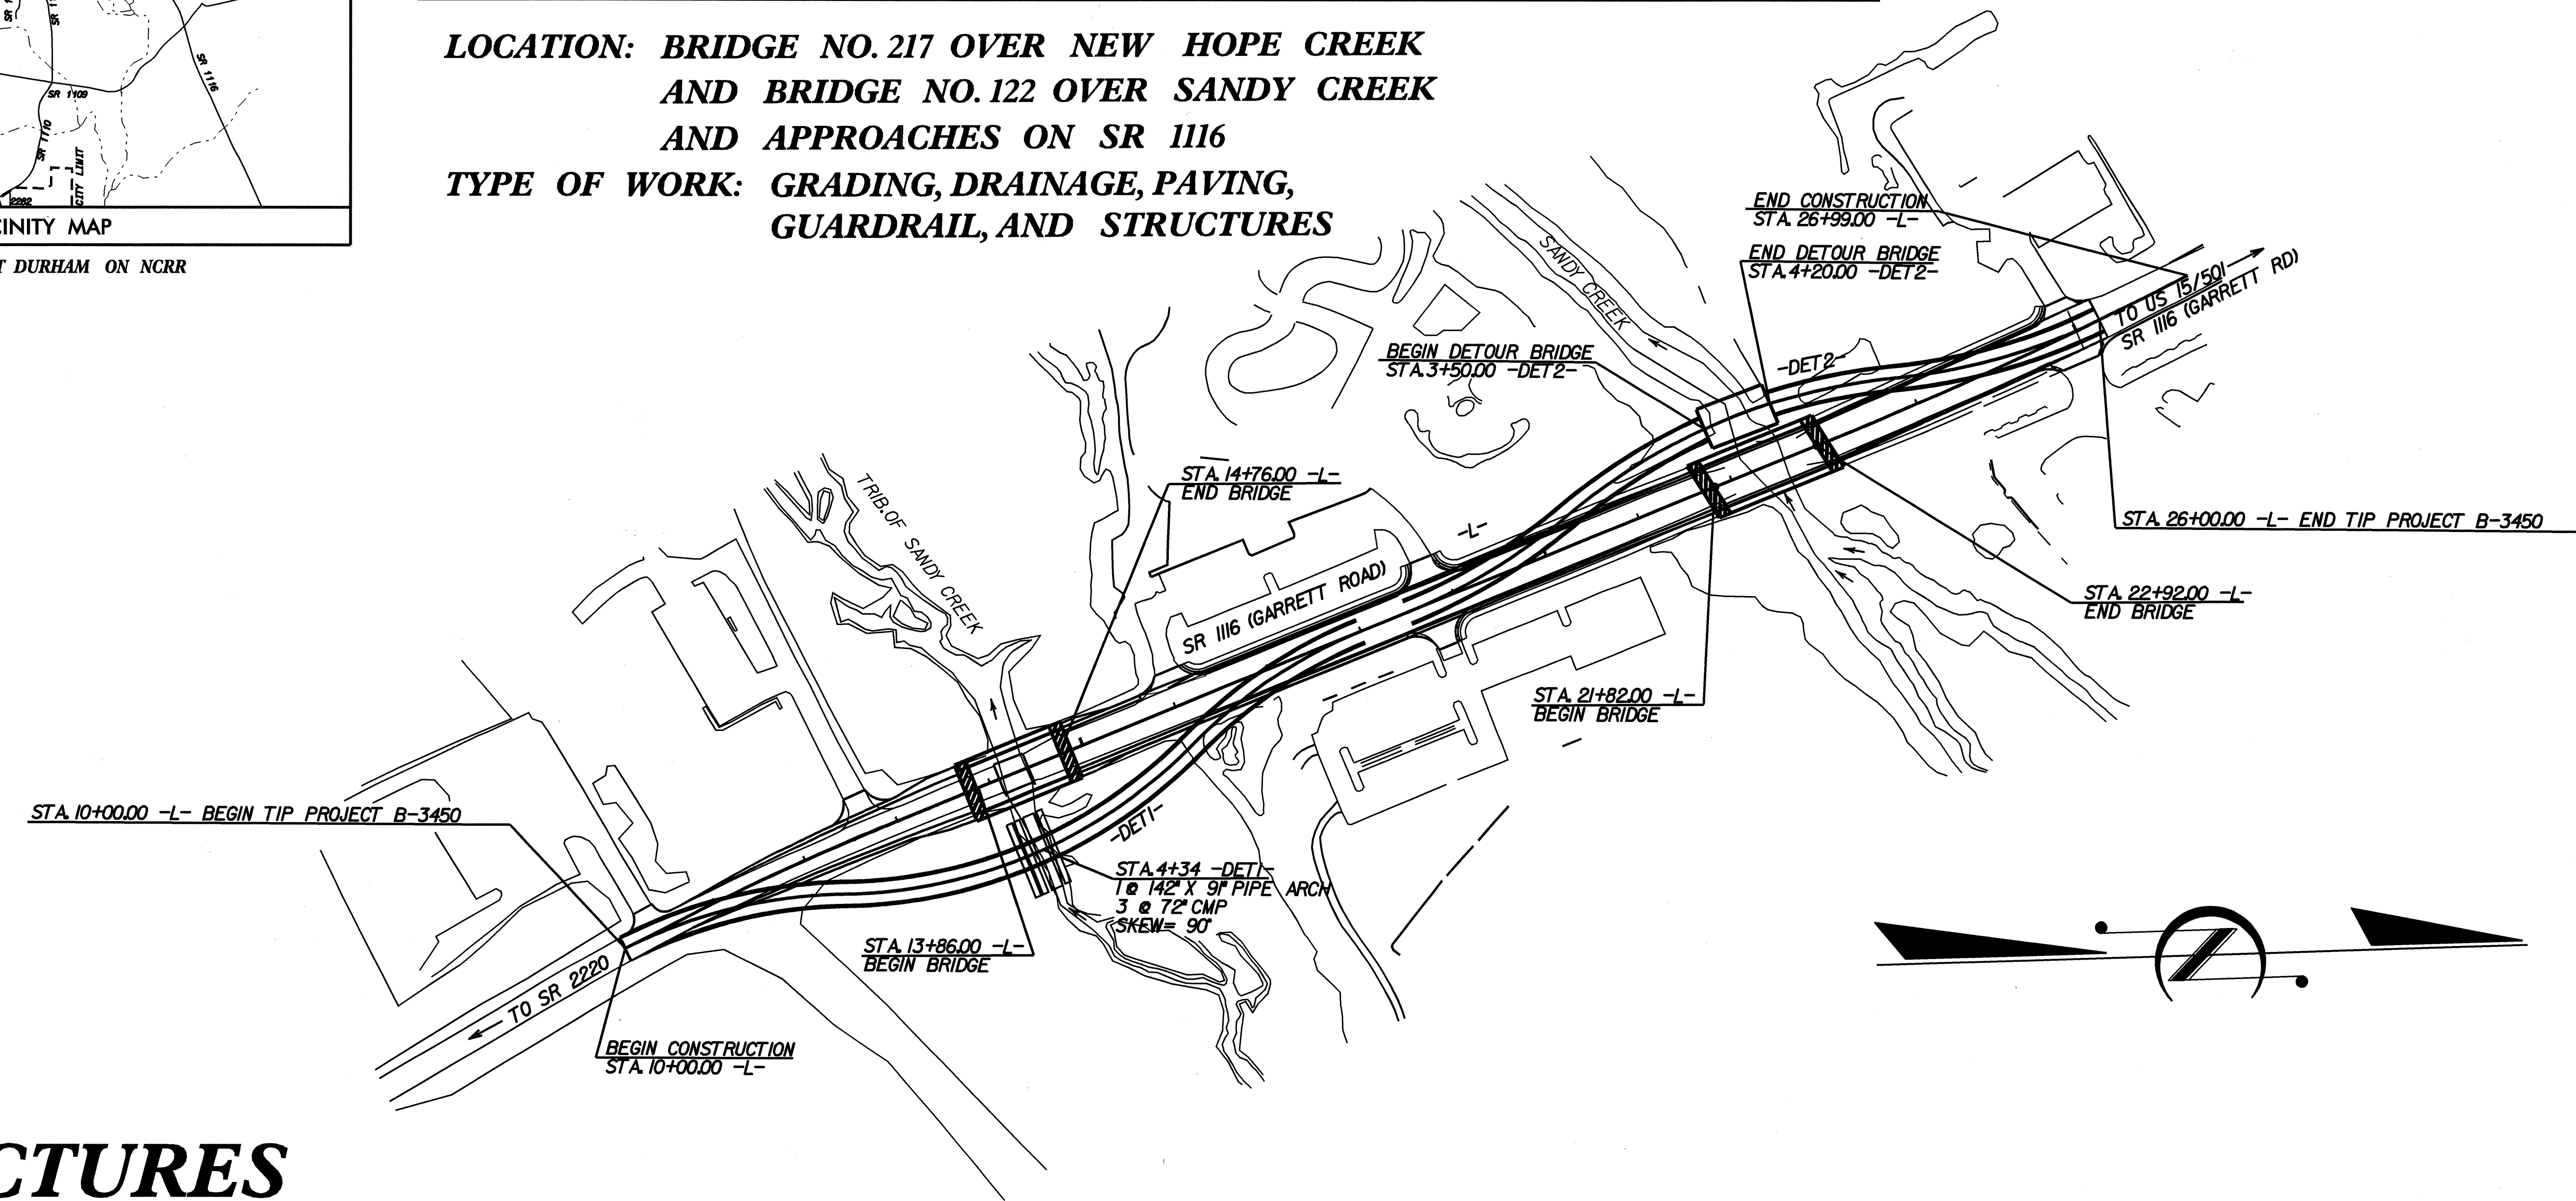 SR 1116
SR 1109
SR 1110
CITY LIMIT
2282
CINITY MAP
T DURHAM ON NCRR
LOCATION: BRIDGE NO. 217 OVER NEW HOPE CREEK
AND BRIDGE NO. 122 OVER SANDY CREEK
AND APPROACHES ON SR 1116
TYPE OF WORK: GRADING, DRAINAGE, PAVING,
GUARDRAIL, AND STRUCTURES
END CONSTRUCTION
STA. 26+99.00 -L-
END DETOUR BRIDGE
STA. 4+20.00 -DET2-
SANDY CREEK
TO US 15/501
SR 1116 (GARRETT RD)
BEGIN DETOUR BRIDGE
STA. 3+50.00 -DET2-
-DET2-
STA. 14+76.00 -L-
END BRIDGE
TRIB. OF SANDY CREEK
-L-
SR 1116 (GARRETT ROAD)
STA. 26+00.00 -L- END TIP PROJECT B-3450
STA. 22+92.00 -L-
END BRIDGE
STA. 21+82.00 -L-
BEGIN BRIDGE
STA. 10+00.00 -L- BEGIN TIP PROJECT B-3450
-DET1-
STA. 4+34 -DET1-
1 @ 142" X 91" PIPE ARCH
3 @ 72" CMP
SKEW= 90°
STA. 13+86.00 -L-
BEGIN BRIDGE
TO SR 2220
BEGIN CONSTRUCTION
STA. 10+00.00 -L-
CTURES